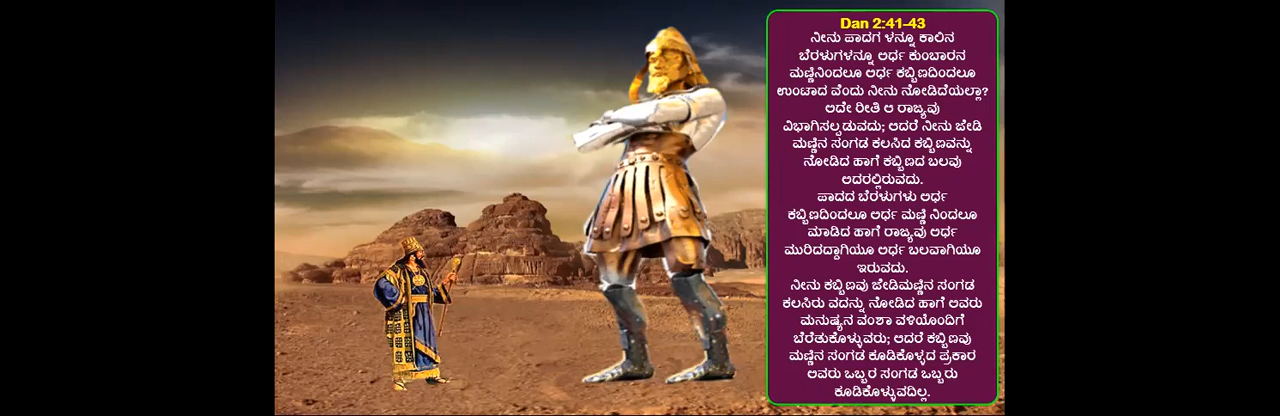 Dan 2:41-43
ನೀನು ಪಾದಗ ಳನ್ನೂ ಕಾಲಿನ
ಬೆರಳುಗಳನ್ನೂ ಅರ್ಧ ಕುಂಬಾರನ
ಮಣ್ಣಿನಿಂದಲೂ ಅರ್ಧ ಕಬ್ಬಿಣದಿಂದಲೂ
ಉಂಟಾದ ವೆಂದು ನೀನು ನೋಡಿದೆಯಲ್ಲಾ?
ಅದೇ ರೀತಿ ಆ ರಾಜ್ಯವು
ವಿಭಾಗಿಸಲ್ಪಡುವದು; ಆದರೆ ನೀನು ಜೇಡಿ
ಮಣ್ಣಿನ ಸಂಗಡ ಕಲಸಿದ ಕಬ್ಬಿಣವನ್ನು
ನೋಡಿದ ಹಾಗೆ ಕಬ್ಬಿಣದ ಬಲವು
ಅದರಲ್ಲಿರುವದು.
ಪಾದದ ಬೆರಳುಗಳು ಅರ್ಧ
ಕಬ್ಬಿಣದಿಂದಲೂ ಅರ್ಧ ಮಣ್ಣಿ ನಿಂದಲೂ
ಮಾಡಿದ ಹಾಗೆ ರಾಜ್ಯವು ಅರ್ಧ
ಮುರಿದದ್ದಾಗಿಯೂ ಅರ್ಧ ಬಲವಾಗಿಯೂ
ಇರುವದು.
ನೀನು ಕಬ್ಬಿಣವು ಜೇಡಿಮಣ್ಣಿನ ಸಂಗಡ
ಕಲಸಿರು ವದನ್ನು ನೋಡಿದ ಹಾಗೆ ಅವರು
ಮನುಷ್ಯನ ವಂಶಾ ವಳಿಯೊಂದಿಗೆ
ಬೆರೆತುಕೊಳ್ಳುವರು; ಆದರೆ ಕಬ್ಬಿಣವು
ಮಣ್ಣಿನ ಸಂಗಡ ಕೂಡಿಕೊಳ್ಳದ ಪ್ರಕಾರ
ಅವರು ಒಬ್ಬರ ಸಂಗಡ ಒಬ್ಬರು
ಕೂಡಿಕೊಳ್ಳುವದಿಲ್ಲ.